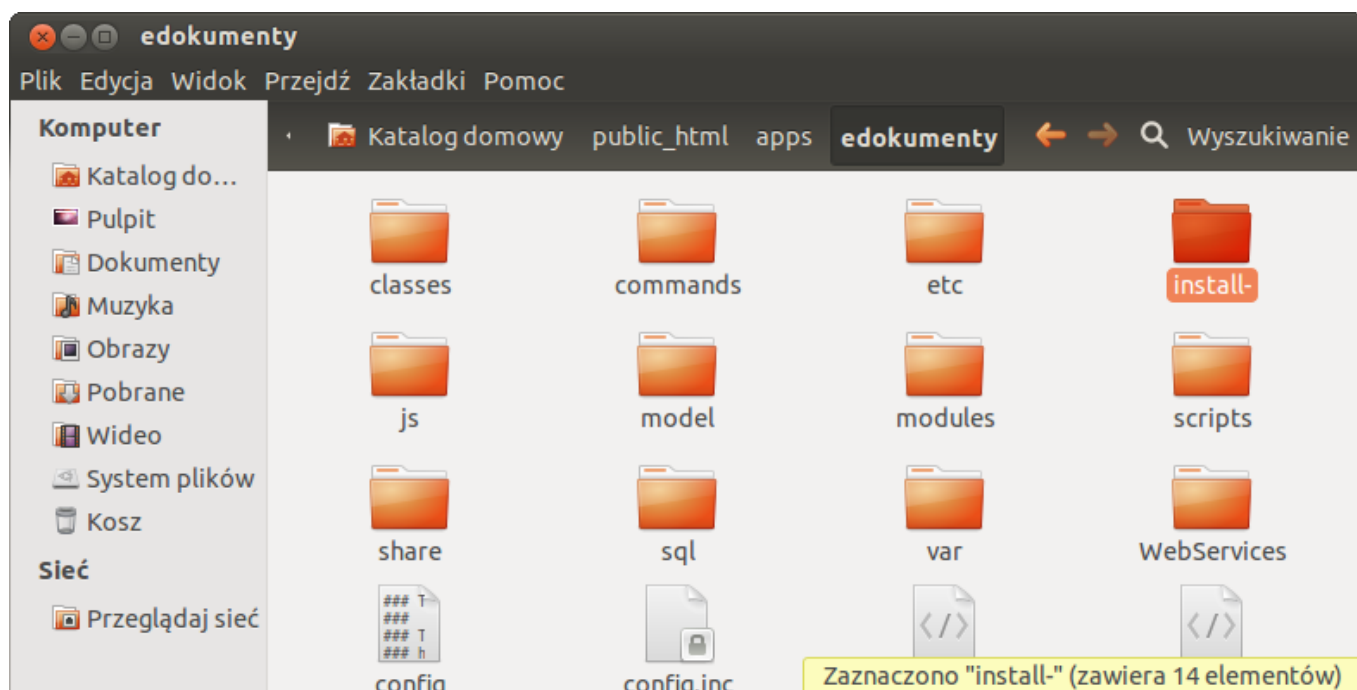 edokumenty
Plik Edycja Widok Przejdź Zakładki Pomoc
Komputer
Katalog do...
Pulpit
Dokumenty
Muzyka
Obrazy
Pobrane
Wideo
System plików
Kosz
Sieć
Przeglądaj sieć
Katalog domowy public_html apps edokumenty Wyszukiwanie
classes commands etc install-
js model modules scripts
share sql var WebServices
### T
###
### T
### h
config config.inc
Zaznaczono "install-" (zawiera 14 elementów)